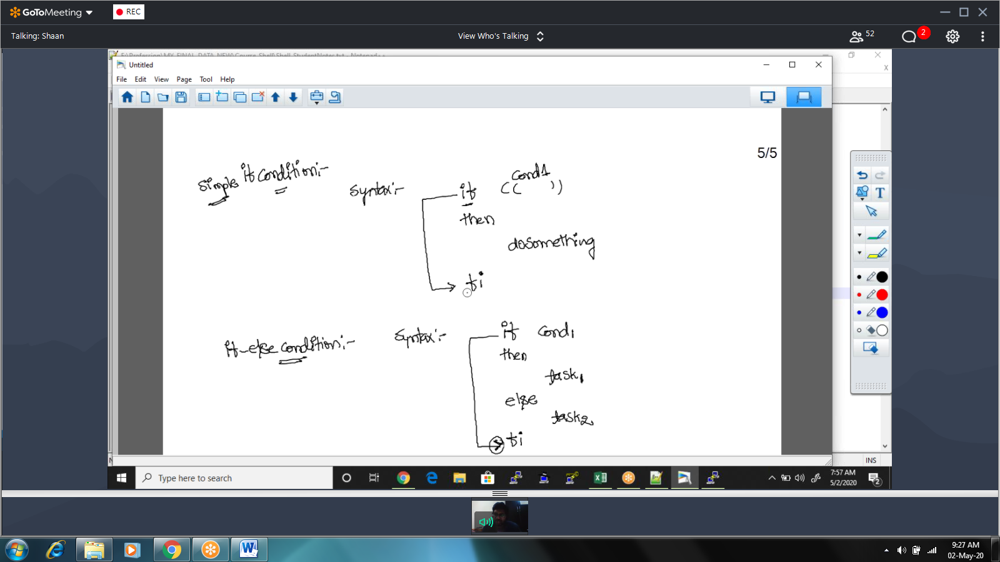 GoToMeeting
REC
Talking: Shaan
View Who's Talking
52
2
Untitled
File Edit View Page Tool Help
5/5
Simple if condition:-
Syntax:-
if (( cond1 ))
then
dosomething
fi
if-else condition:-
Syntax:-
if cond1
then
task1
else
task2
fi
T
INS
Type here to search
7:57 AM
5/2/2020
2
9:27 AM
02-May-20